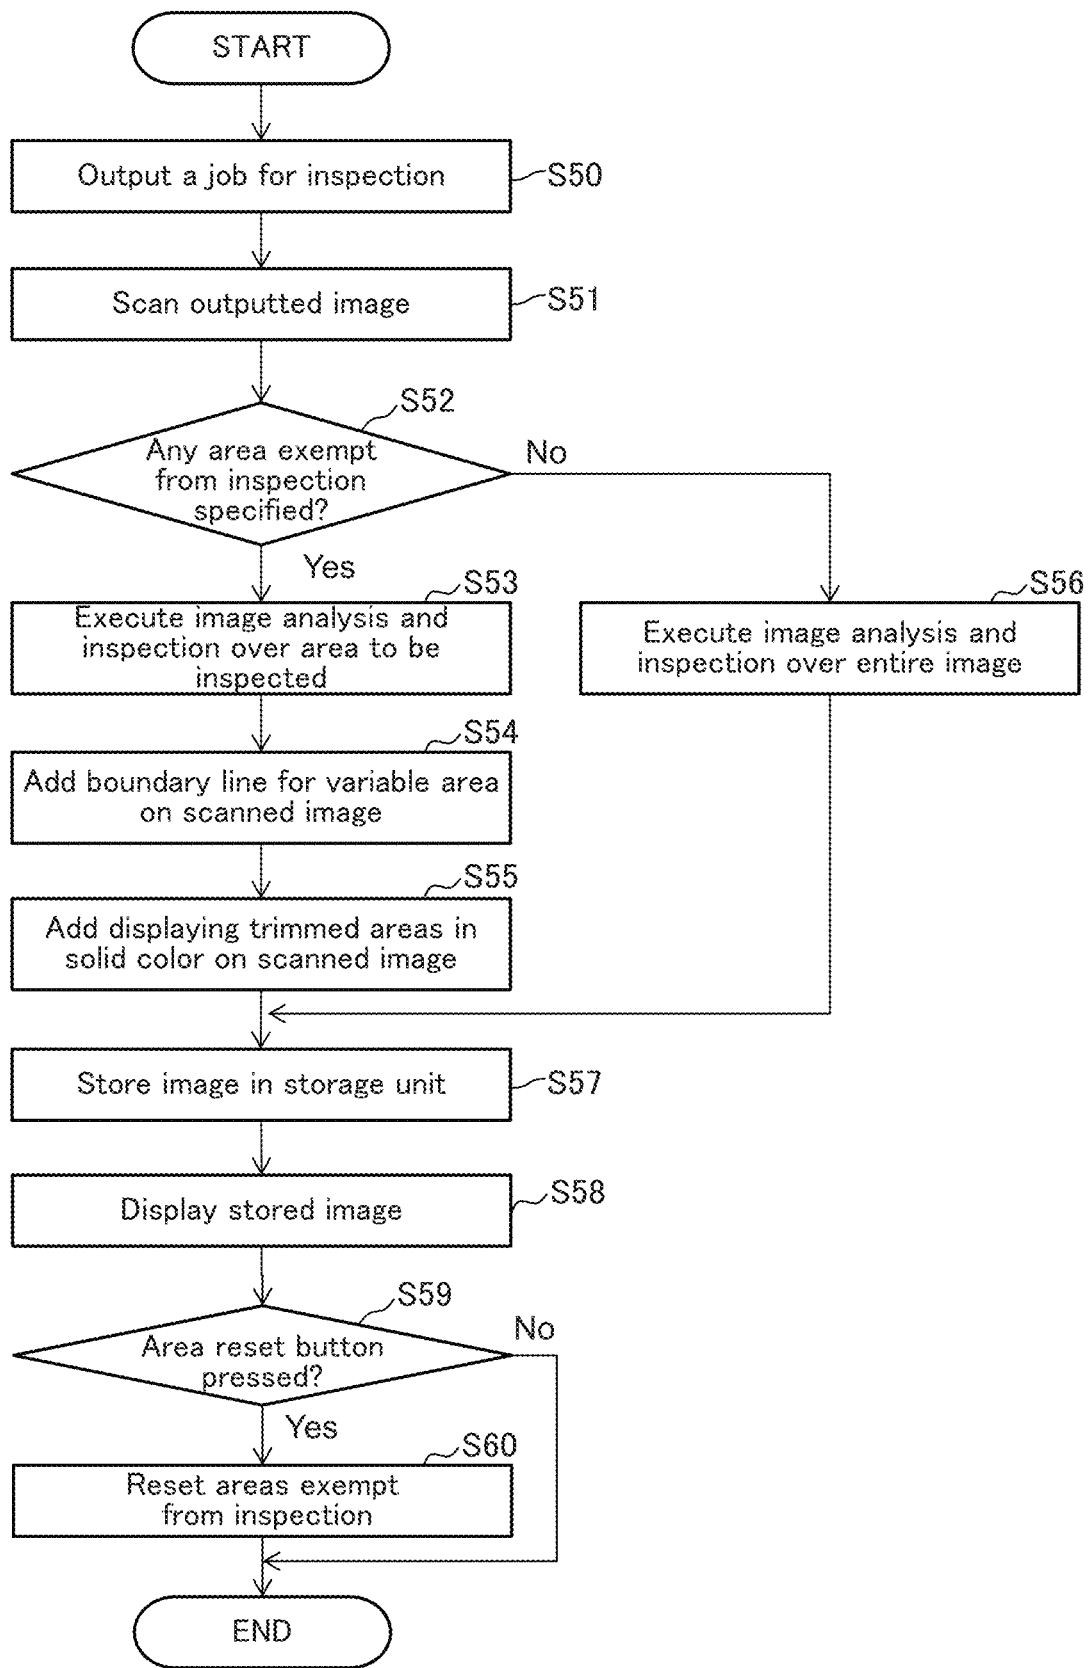 START
Output a job for inspection
S50
Scan outputted image
S51
S52
Any area exempt
from inspection
specified?
No
Yes
S53
Execute image analysis and
inspection over area to be
inspected
S56
Execute image analysis and
inspection over entire image
S54
Add boundary line for variable area
on scanned image
S55
Add displaying trimmed areas in
solid color on scanned image
Store image in storage unit
S57
Display stored image
S58
S59
Area reset button
pressed?
No
Yes
S60
Reset areas exempt
from inspection
END